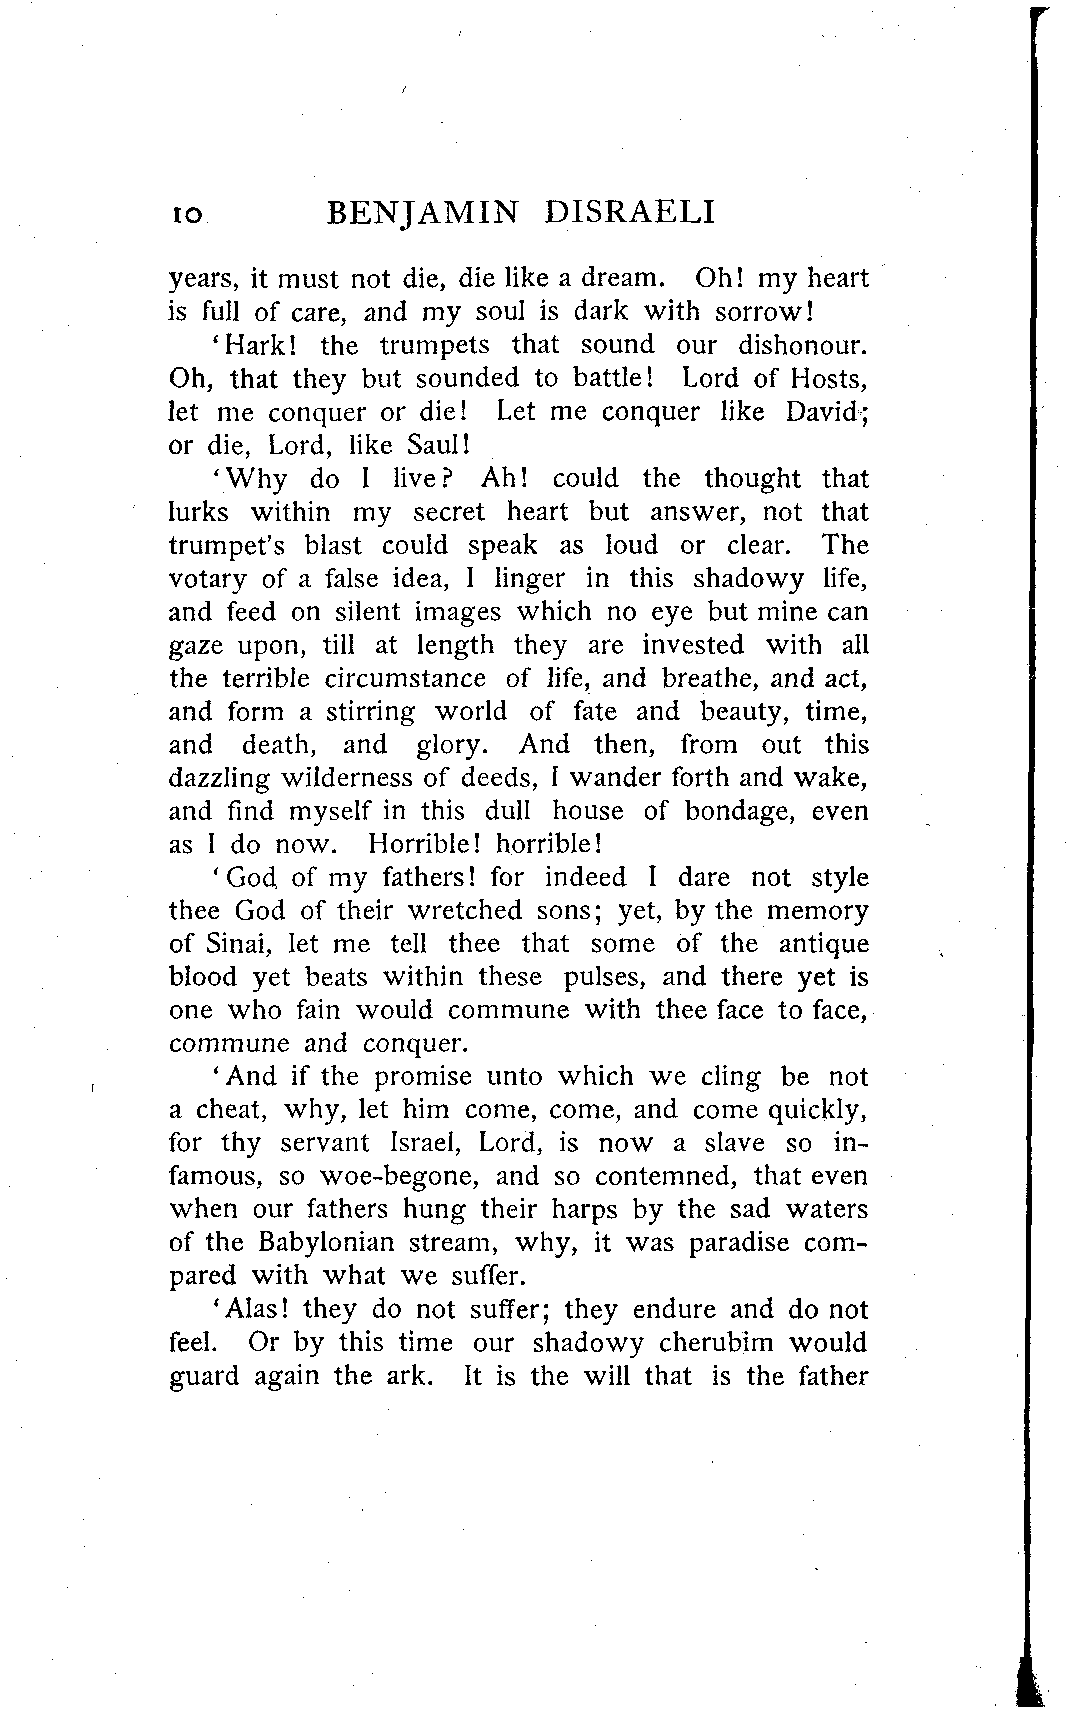 10 BENJAMIN DISRAELI
years, it must not die, die like a dream. Oh! my heart
is full of care, and my soul is dark with sorrow!
‘Hark! the trumpets that sound our dishonour.
Oh, that they but sounded to battle! Lord of Hosts,
let me conquer or die! Let me conquer like David;
or die, Lord, like Saul!
‘Why do I live? Ah! could the thought that
lurks within my secret heart but answer, not that
trumpet's blast could speak as loud or clear. The
votary of a false idea, I linger in this shadowy life,
and feed on silent images which no eye but mine can
gaze upon, till at length they are invested with all
the terrible circumstance of life, and breathe, and act,
and form a stirring world of fate and beauty, time,
and death, and glory. And then, from out this
dazzling wilderness of deeds, I wander forth and wake,
and find myself in this dull house of bondage, even
as I do now. Horrible! horrible!
‘God of my fathers! for indeed I dare not style
thee God of their wretched sons; yet, by the memory
of Sinai, let me tell thee that some of the antique
blood yet beats within these pulses, and there yet is
one who fain would commune with thee face to face,
commune and conquer.
‘And if the promise unto which we cling be not
a cheat, why, let him come, come, and come quickly,
for thy servant Israel, Lord, is now a slave so in-
famous, so woe-begone, and so contemned, that even
when our fathers hung their harps by the sad waters
of the Babylonian stream, why, it was paradise com-
pared with what we suffer.
‘Alas! they do not suffer; they endure and do not
feel. Or by this time our shadowy cherubim would
guard again the ark. It is the will that is the father